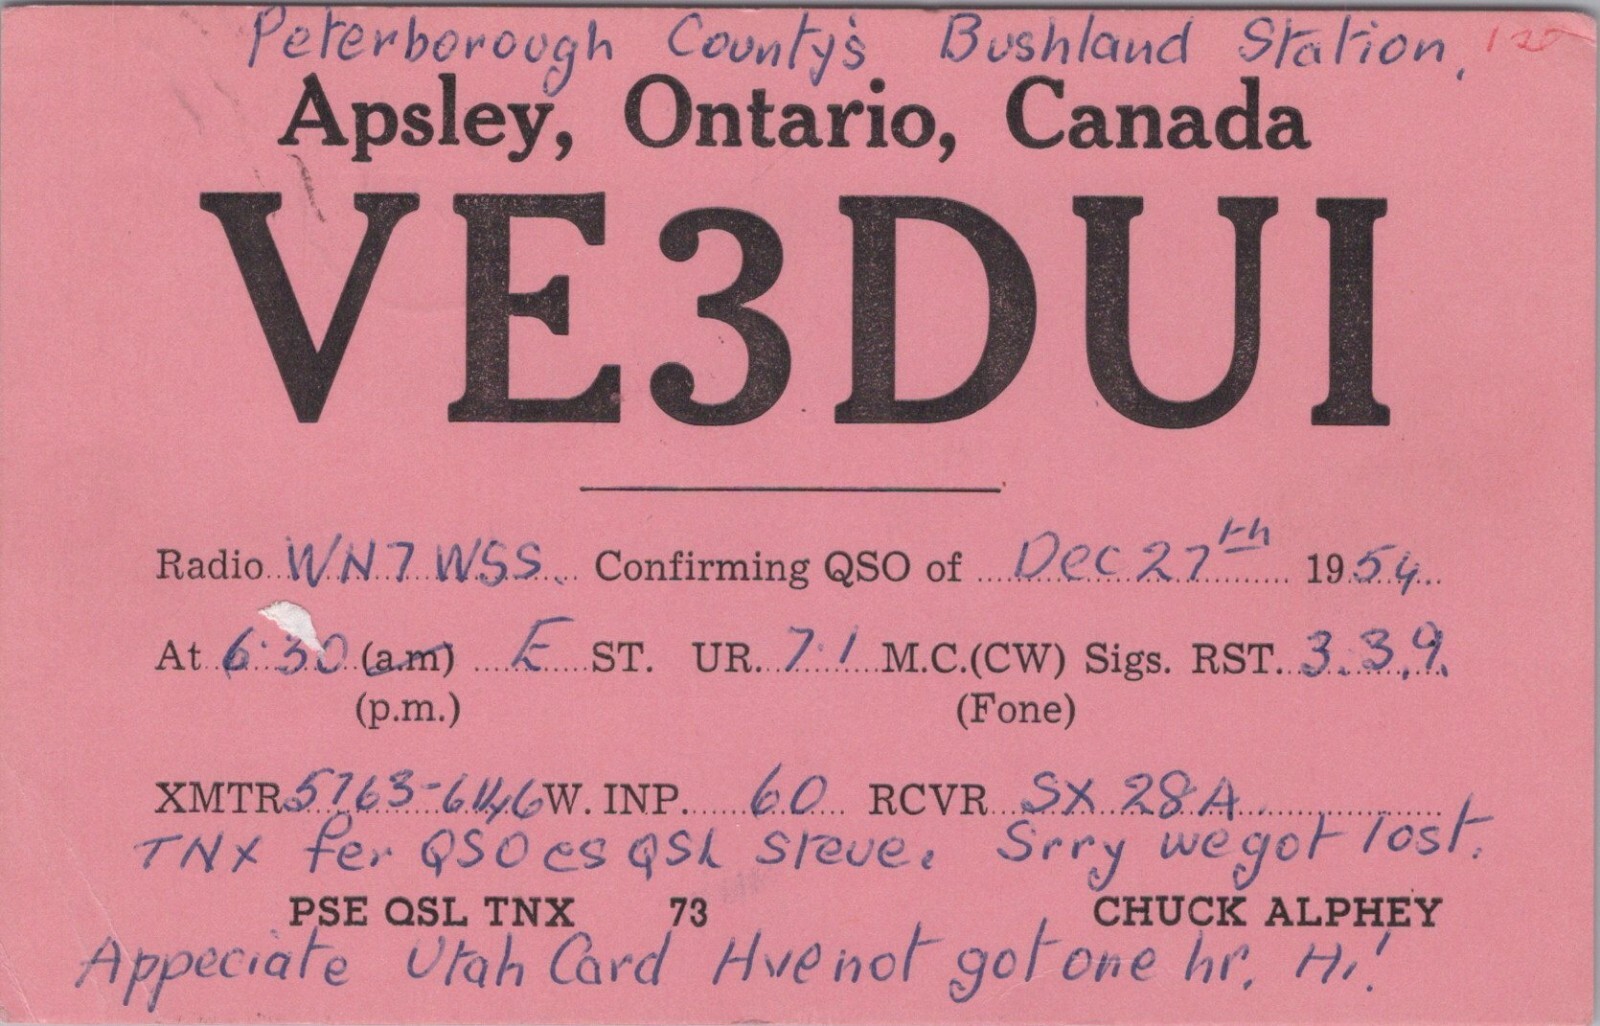 Peterborough County's Bushland Station,
Apsley, Ontario, Canada
VE3DUI
Radio WN7WSS. Confirming QSO of Dec 27th 1954
At 6:30 (a.m) E ST. UR. 7.1 M.C.(CW) Sigs. RST. 3.3.9.
(p.m.) (Fone)
XMTR 5763-6146 W. INP. 60 RCVR SX 28A
TNX fer QSO es QSL Steve. Srry we got lost.
PSE QSL TNX 73 CHUCK ALPHEY
Appeciate Utah Card Hve not got one hr. Hi!